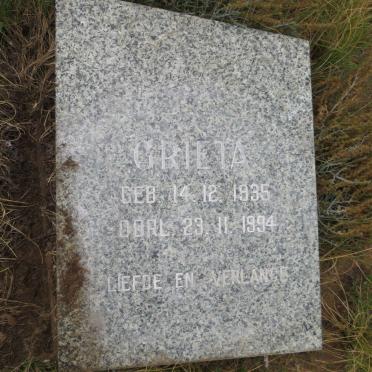 GRIETA
GEB. 14. 12. 1935
OORL. 23. 11. 1994
LIEFDE EN VERLANGE